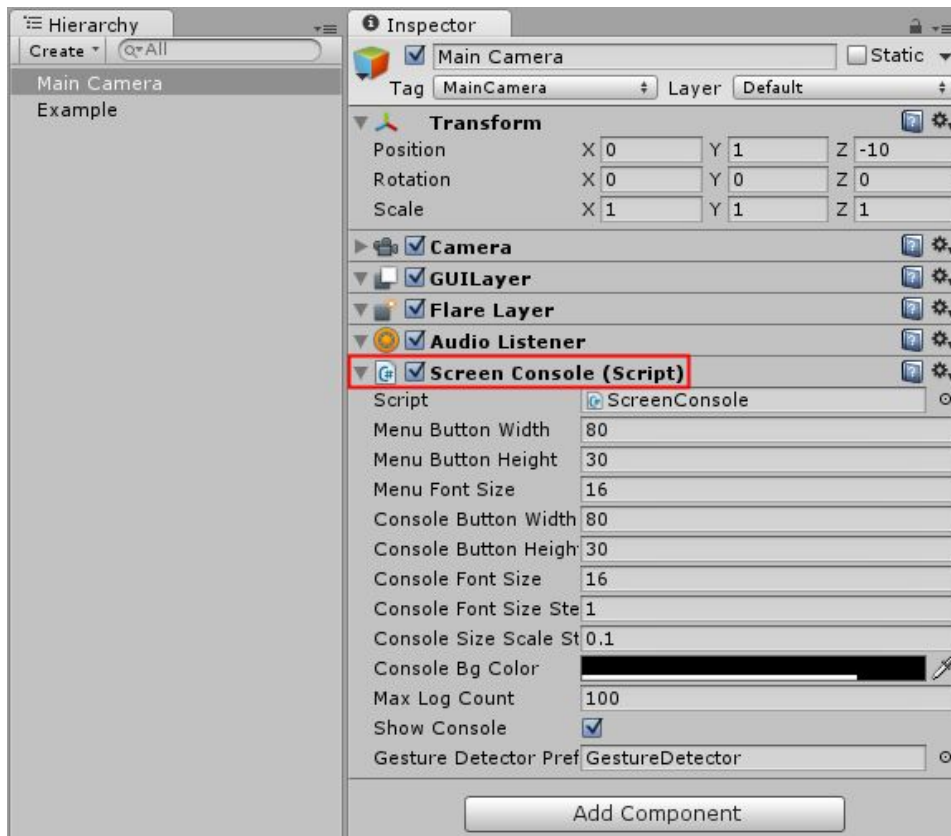 Hierarchy
Create All
Main Camera
Example
Inspector
Main Camera Static
Tag MainCamera Layer Default
Transform
Position X 0 Y 1 Z -10
Rotation X 0 Y 0 Z 0
Scale X 1 Y 1 Z 1
Camera
GUILayer
Flare Layer
Audio Listener
Screen Console (Script)
Script ScreenConsole
Menu Button Width 80
Menu Button Height 30
Menu Font Size 16
Console Button Width 80
Console Button Heigh 30
Console Font Size 16
Console Font Size Ste 1
Console Size Scale St 0.1
Console Bg Color
Max Log Count 100
Show Console
Gesture Detector Pref GestureDetector
Add Component